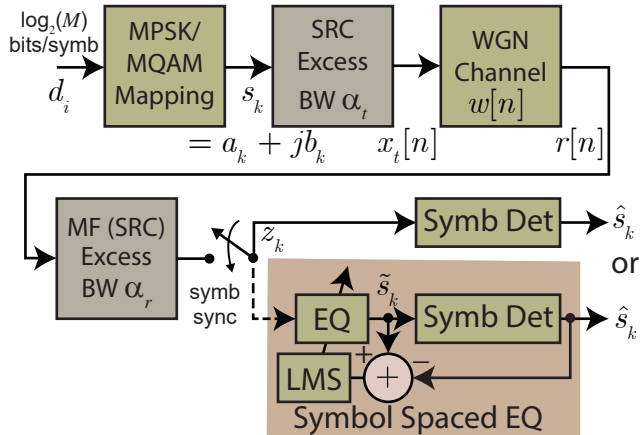 log₂(M)
bits/symb
dᵢ
MPSK/
MQAM
Mapping
sₖ
= aₖ + jbₖ
SRC
Excess
BW αₜ
xₜ[n]
WGN
Channel
w[n]
r[n]
MF (SRC)
Excess
BW αᵣ
symb
sync
zₖ
Symb Det
ŝₖ
or
EQ
s̃ₖ
Symb Det
ŝₖ
LMS
+
+
−
Symbol Spaced EQ